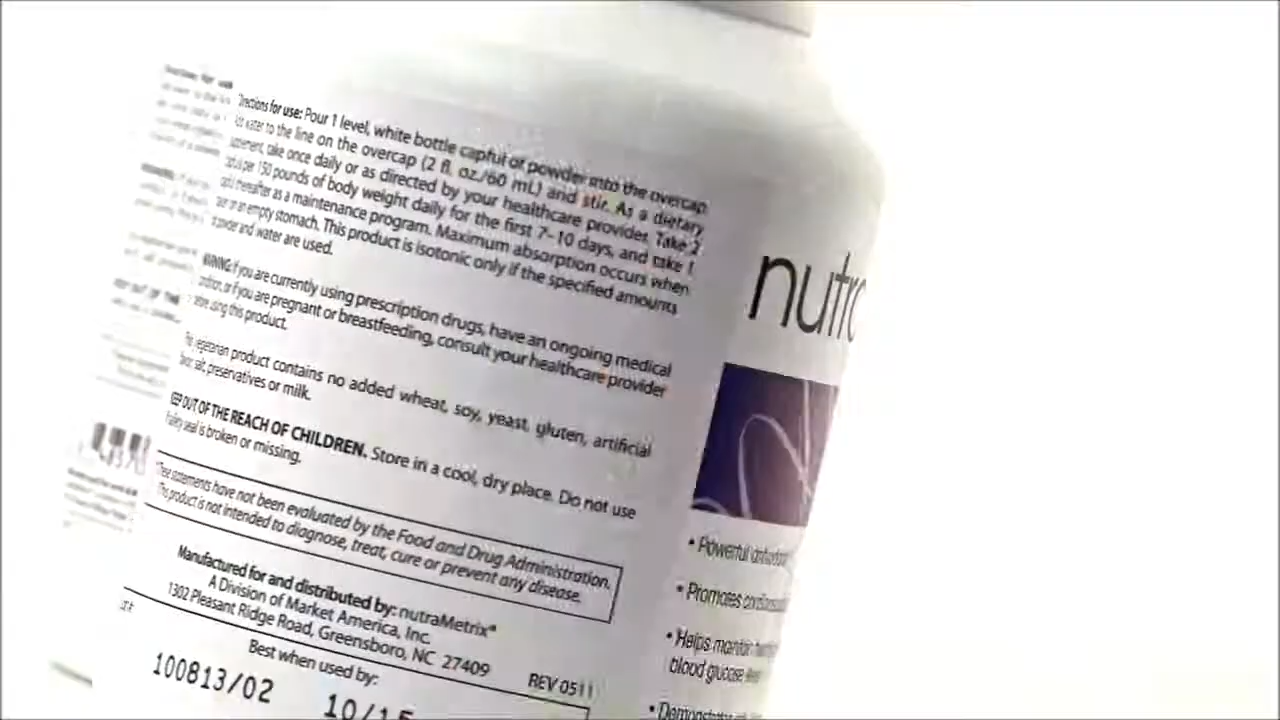 Directions for use: Pour 1 level, white bottle capful of powder into the overcap.
Add water to the line on the overcap (2 fl. oz./60 mL) and stir. As a dietary
supplement, take once daily or as directed by your healthcare provider. Take 2
capfuls per 150 pounds of body weight daily for the first 7-10 days, and take 1
capful thereafter as a maintenance program. Maximum absorption occurs when
on an empty stomach. This product is isotonic only if the specified amounts
of powder and water are used.
WARNING: If you are currently using prescription drugs, have an ongoing medical
condition, or if you are pregnant or breastfeeding, consult your healthcare provider
before using this product.
This vegetarian product contains no added wheat, soy, yeast, gluten, artificial
flavor, salt, preservatives or milk.
KEEP OUT OF THE REACH OF CHILDREN. Store in a cool, dry place. Do not use
if safety seal is broken or missing.
*These statements have not been evaluated by the Food and Drug Administration.
This product is not intended to diagnose, treat, cure or prevent any disease.
Manufactured for and distributed by: nutraMetrix®
A Division of Market America, Inc.
1302 Pleasant Ridge Road, Greensboro, NC 27409
REV 0511
Best when used by:
100813/02 10/15
nutra
• Powerful
• Promotes
• Helps maintain
blood glucose